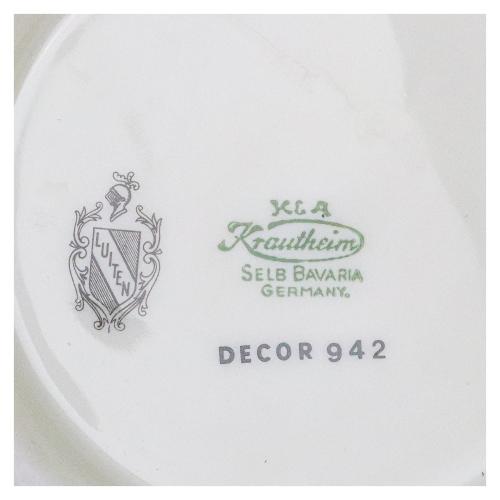 LUITEN
K&A
Krautheim
SELB BAVARIA
GERMANY.
DECOR 942